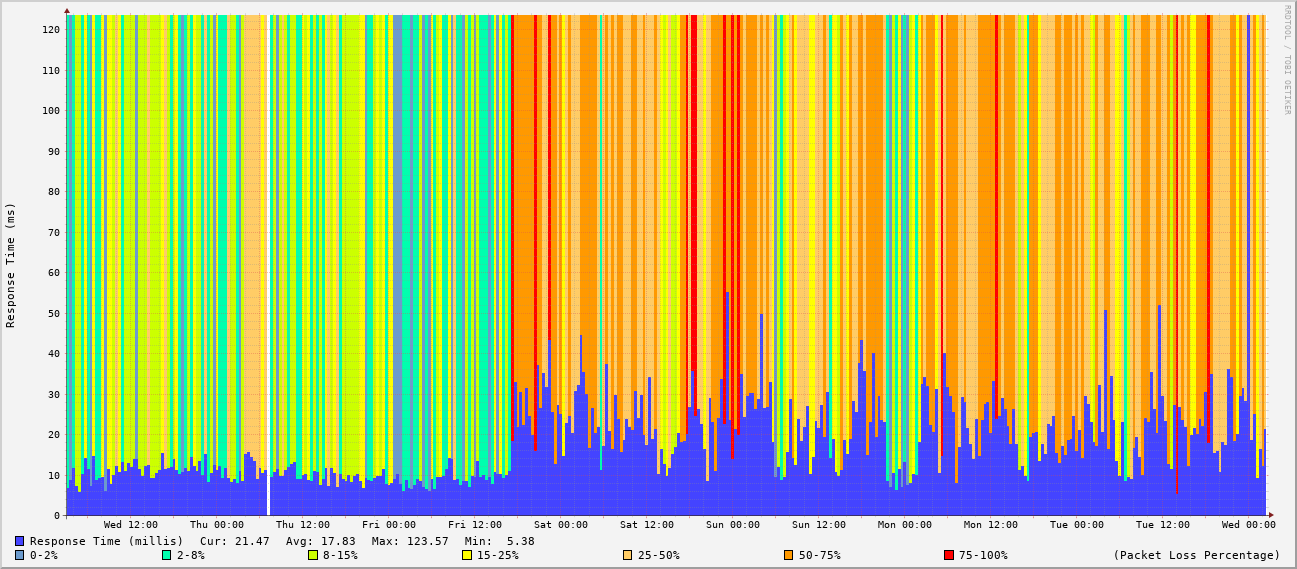 RRDTOOL / TOBI OETIKER
Response Time (ms)
120
110
100
90
80
70
60
50
40
30
20
10
0
Wed 12:00 Thu 00:00 Thu 12:00 Fri 00:00 Fri 12:00 Sat 00:00 Sat 12:00 Sun 00:00 Sun 12:00 Mon 00:00 Mon 12:00 Tue 00:00 Tue 12:00 Wed 00:00
Response Time (millis) Cur: 21.47 Avg: 17.83 Max: 123.57 Min: 5.38
0-2% 2-8% 8-15% 15-25% 25-50% 50-75% 75-100% (Packet Loss Percentage)